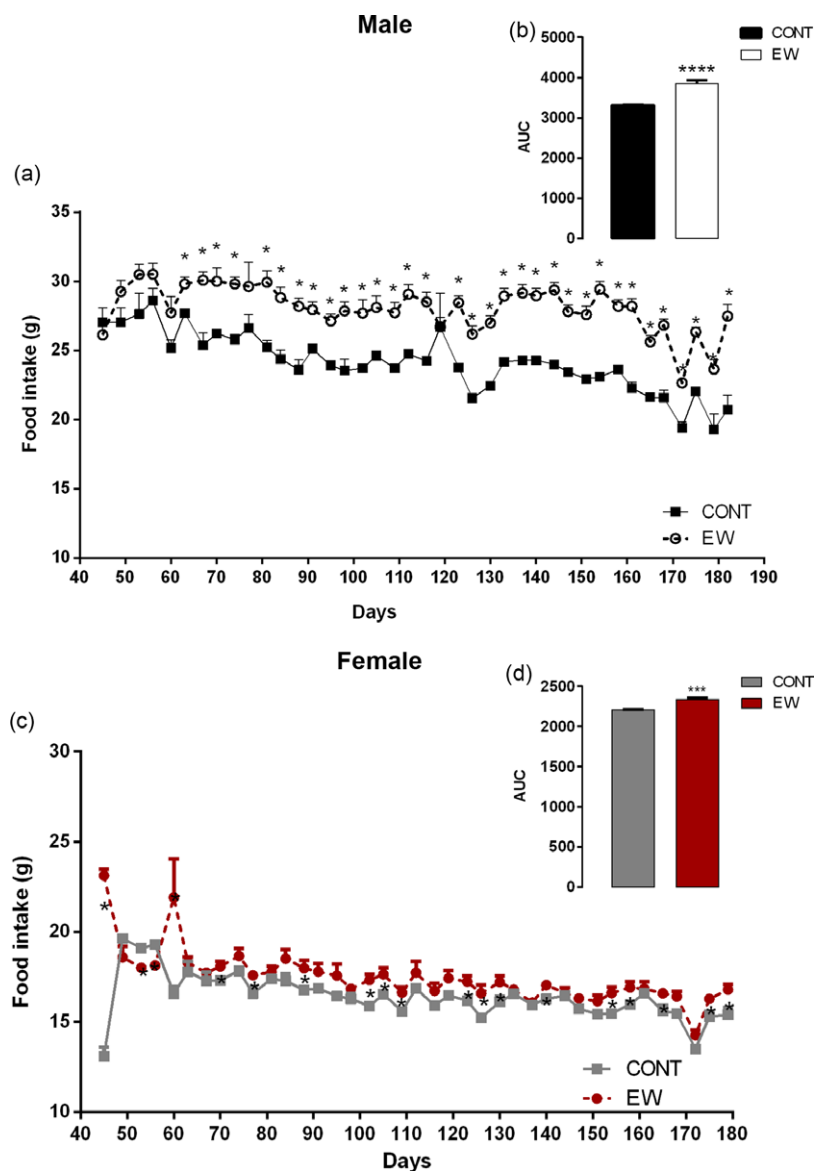 Male
(b)
5000
4000
3000
2000
1000
0
AUC
****
CONT
EW
(a)
35
30
25
20
15
10
Food intake (g)
* * * * * * * * * * * * * * * * * * * * * * * * * * * * * * *
CONT
EW
40 50 60 70 80 90 100 110 120 130 140 150 160 170 180 190
Days
Female
(d)
2500
2000
1500
1000
500
0
AUC
***
CONT
EW
(c)
30
25
20
15
10
Food intake (g)
* * * * * * * * * * * * * * * * * * *
CONT
EW
40 50 60 70 80 90 100 110 120 130 140 150 160 170 180
Days